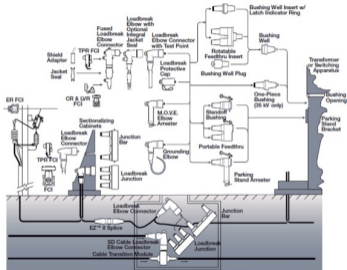 Bushing Well Insert w/
Latch Indicator Ring
Loadbreak
Elbow with
Optional
Integral
Jacket
Seal
Fused
Loadbreak
Elbow
Connector
Loadbreak
Elbow Connector
with Test Point
Bushing
Well
Rotatable
Feedthru Insert
Shield
Adapter
TPR FCI
Jacket
Seal
Loadbreak
Protective
Cap
Bushing Well Plug
Transformer
or Switching
Apparatus
CR & LVR
FCI
One-Piece
Bushing
(35 kV only)
Bushing
Opening
ER FCI
M.O.V.E.
Elbow
Arrester
Standoff
Bushing
Parking
Stand
Bracket
Sectionalizing
Cabinets
Loadbreak
Elbow
Connector
Junction
Bar
TPR FCI
FCI
Grounding
Elbow
Portable Feedthru
Loadbreak
Junction
Parking
Stand Arrester
Loadbreak
Elbow Connector
Junction
Bar
EZ II Splice
SD Cable Loadbreak
Elbow Connector
Cable Transition Module
Loadbreak
Junction